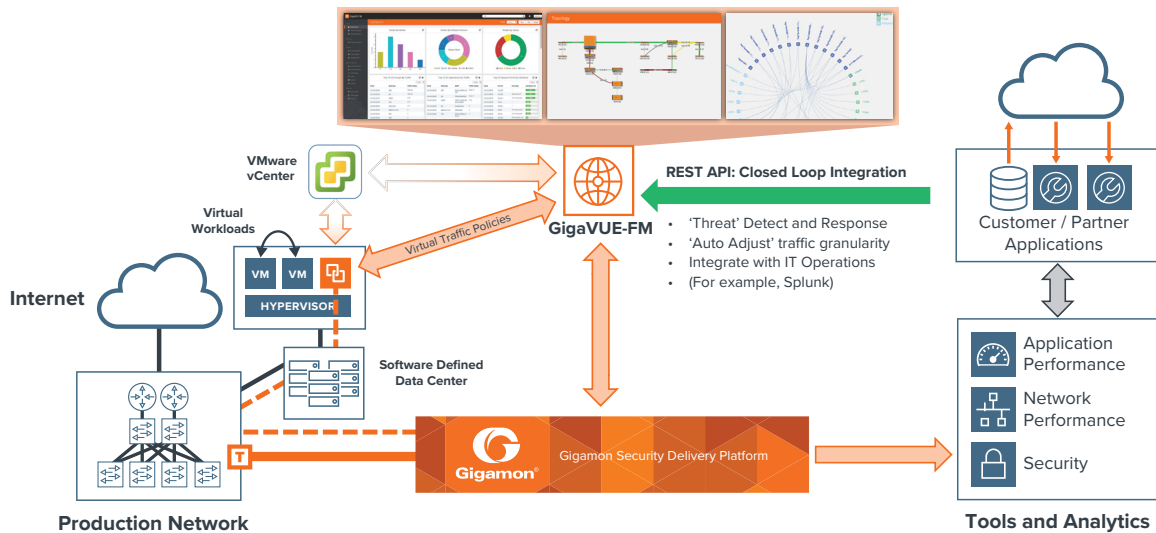 Topology
VMware
vCenter
REST API: Closed Loop Integration
Virtual
Workloads
Virtual Traffic Policies
GigaVUE-FM
• ‘Threat’ Detect and Response
• ‘Auto Adjust’ traffic granularity
• Integrate with IT Operations
• (For example, Splunk)
Customer / Partner
Applications
Internet
VM
VM
HYPERVISOR
Software Defined
Data Center
Application
Performance
Network
Performance
Security
T
Gigamon®
Gigamon Security Delivery Platform
Production Network
Tools and Analytics